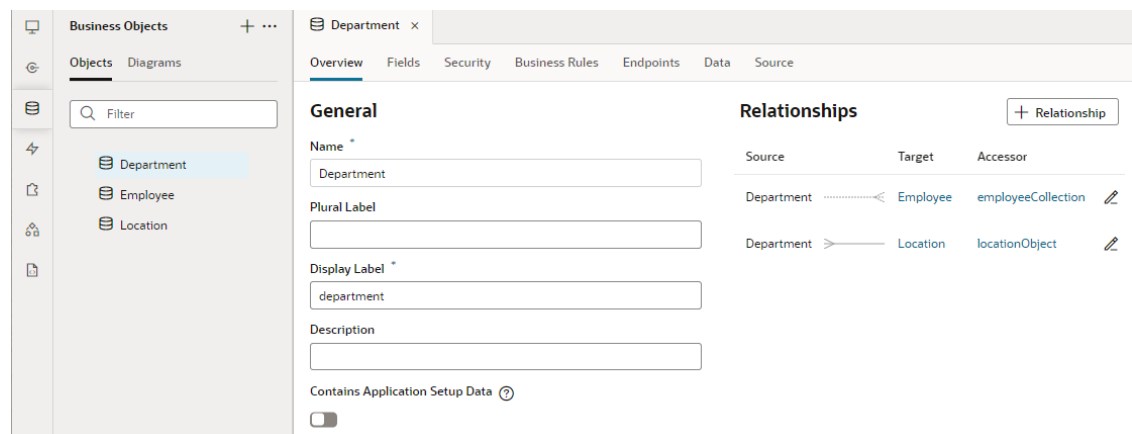 Business Objects
Objects Diagrams
Filter
Department
Employee
Location
Department ×
Overview Fields Security Business Rules Endpoints Data Source
General
Name *
Department
Plural Label
Display Label *
department
Description
Contains Application Setup Data ?
Relationships
+ Relationship
Source Target Accessor
Department Employee employeeCollection
Department Location locationObject